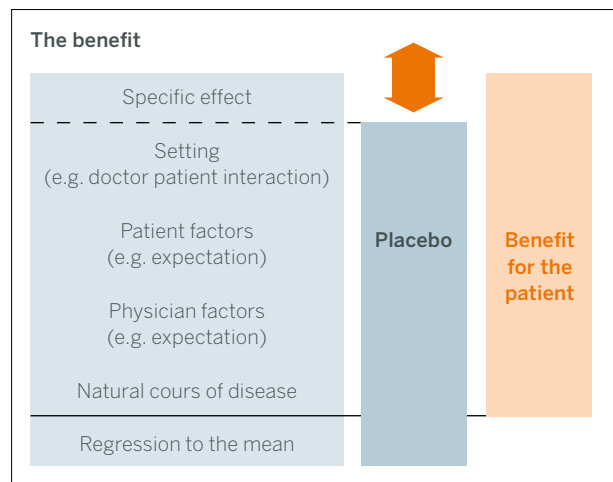 The benefit
Specific effect
Setting
(e.g. doctor patient interaction)
Patient factors
(e.g. expectation)
Physician factors
(e.g. expectation)
Natural cours of disease
Regression to the mean
Placebo
Benefit
for the
patient